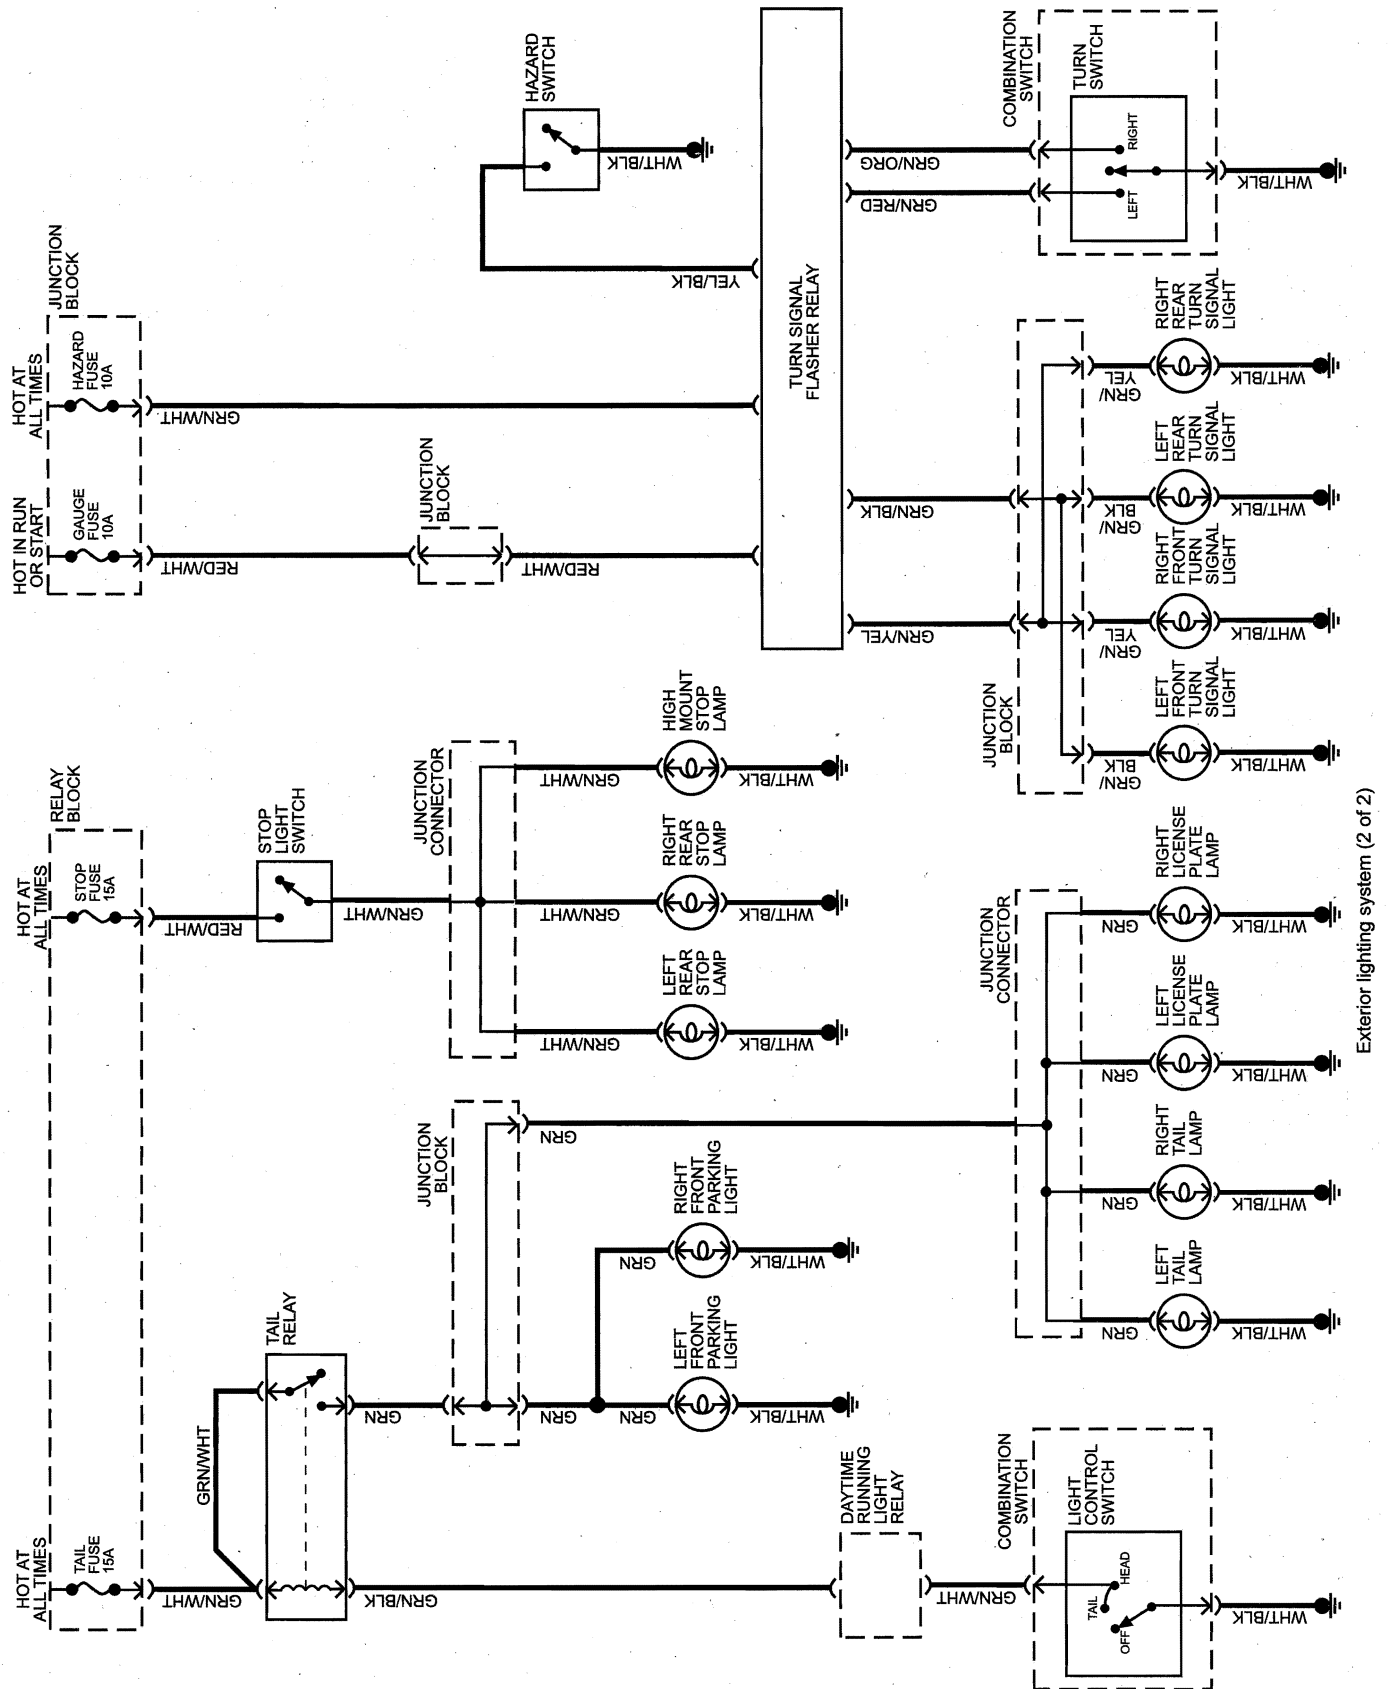 HOT AT
ALL TIMES
TAIL
FUSE
15A
HOT AT
ALL TIMES
STOP
FUSE
15A
RELAY
BLOCK
HOT IN RUN
OR START
GAUGE
FUSE
10A
HOT AT
ALL TIMES
HAZARD
FUSE
10A
JUNCTION
BLOCK
GRN/WHT
GRN/WHT
RED/WHT
RED/WHT
GRN/WHT
TAIL
RELAY
STOP
LIGHT
SWITCH
HAZARD
SWITCH
GRN/BLK
GRN
GRN/WHT
WHT/BLK
JUNCTION
BLOCK
JUNCTION
CONNECTOR
JUNCTION
BLOCK
YEL/BLK
RED/WHT
GRN
GRN
GRN
GRN
GRN/WHT
GRN/WHT
GRN/WHT
LEFT
FRONT
PARKING
LIGHT
RIGHT
FRONT
PARKING
LIGHT
LEFT
REAR
STOP
LAMP
RIGHT
REAR
STOP
LAMP
HIGH
MOUNT
STOP
LAMP
WHT/BLK
WHT/BLK
WHT/BLK
WHT/BLK
WHT/BLK
TURN SIGNAL
FLASHER RELAY
DAYTIME
RUNNING
LIGHT
RELAY
GRN/WHT
GRN/YEL
GRN/BLK
GRN/RED
GRN/ORG
COMBINATION
SWITCH
LIGHT
CONTROL
SWITCH
OFF
TAIL
HEAD
WHT/BLK
JUNCTION
CONNECTOR
GRN
GRN
GRN
GRN
LEFT
TAIL
LAMP
RIGHT
TAIL
LAMP
LEFT
LICENSE
PLATE
LAMP
RIGHT
LICENSE
PLATE
LAMP
WHT/BLK
WHT/BLK
WHT/BLK
WHT/BLK
JUNCTION
BLOCK
GRN/
BLK
GRN/
YEL
GRN/
BLK
GRN/
YEL
LEFT
FRONT
TURN
SIGNAL
LIGHT
RIGHT
FRONT
TURN
SIGNAL
LIGHT
LEFT
REAR
TURN
SIGNAL
LIGHT
RIGHT
REAR
TURN
SIGNAL
LIGHT
WHT/BLK
WHT/BLK
WHT/BLK
WHT/BLK
COMBINATION
SWITCH
TURN
SWITCH
LEFT
RIGHT
WHT/BLK
Exterior lighting system (2 of 2)